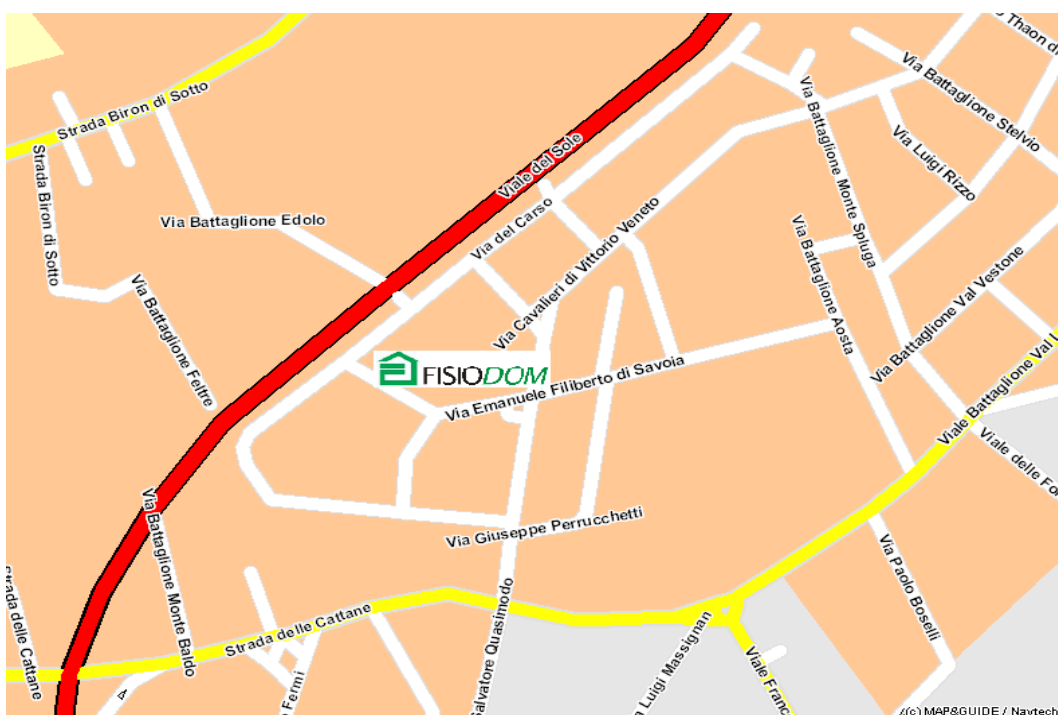 Thaon di
Via Battaglione Stelvio
Strada Biron di Sotto
Via Battaglione Monte Spluga
Via Luigi Rizzo
Strada Biron di Sotto
Viale del Sole
Via Battaglione Edolo
Via del Carso
Via Cavalieri di Vittorio Veneto
Via Battaglione Aosta
Via Battaglione Val Vestone
Via Battaglione Feltre
FISIODOM
Via Emanuele Filiberto di Savoia
Viale Battaglione Val
Viale delle
Via Battaglione Monte Baldo
Via Giuseppe Perrucchetti
Via Paolo Boselli
Strada delle Cattane
Strada delle Cattane
Salvatore Quasimodo
Luigi Massignan
Viale
Fermi
(c) MAP&GUIDE / Navtech